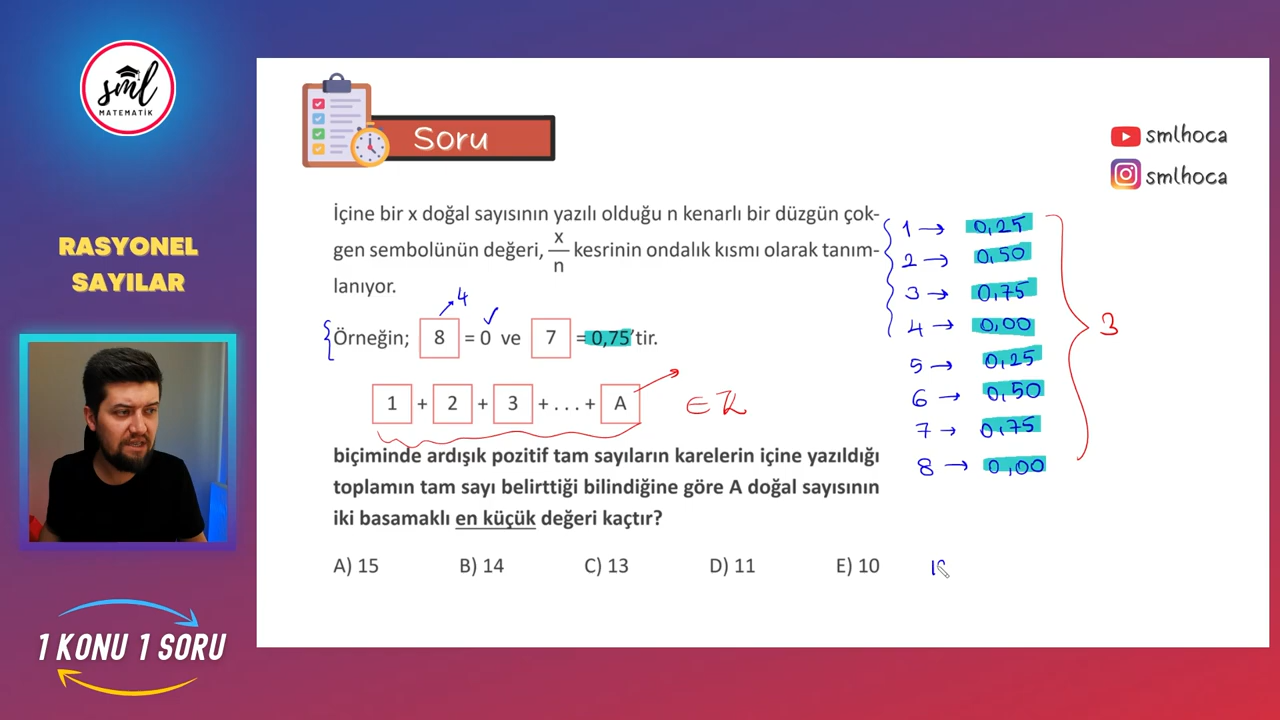 sml
MATEMATİK
RASYONEL
SAYILAR
1 KONU 1 SORU
Soru
smlhoca
smlhoca
İçine bir x doğal sayısının yazılı olduğu n kenarlı bir düzgün çok-
gen sembolünün değeri, x/n kesrinin ondalık kısmı olarak tanım-
lanıyor.
4
Örneğin; 8 = 0 ve 7 = 0,75'tir.
1 + 2 + 3 + . . . + A ∈ ℤ
biçiminde ardışık pozitif tam sayıların karelerin içine yazıldığı
toplamın tam sayı belirttiği bilindiğine göre A doğal sayısının
iki basamaklı en küçük değeri kaçtır?
A) 15 B) 14 C) 13 D) 11 E) 10
1 → 0,25
2 → 0,50
3 → 0,75
4 → 0,00
5 → 0,25
6 → 0,50
7 → 0,75
8 → 0,00
3